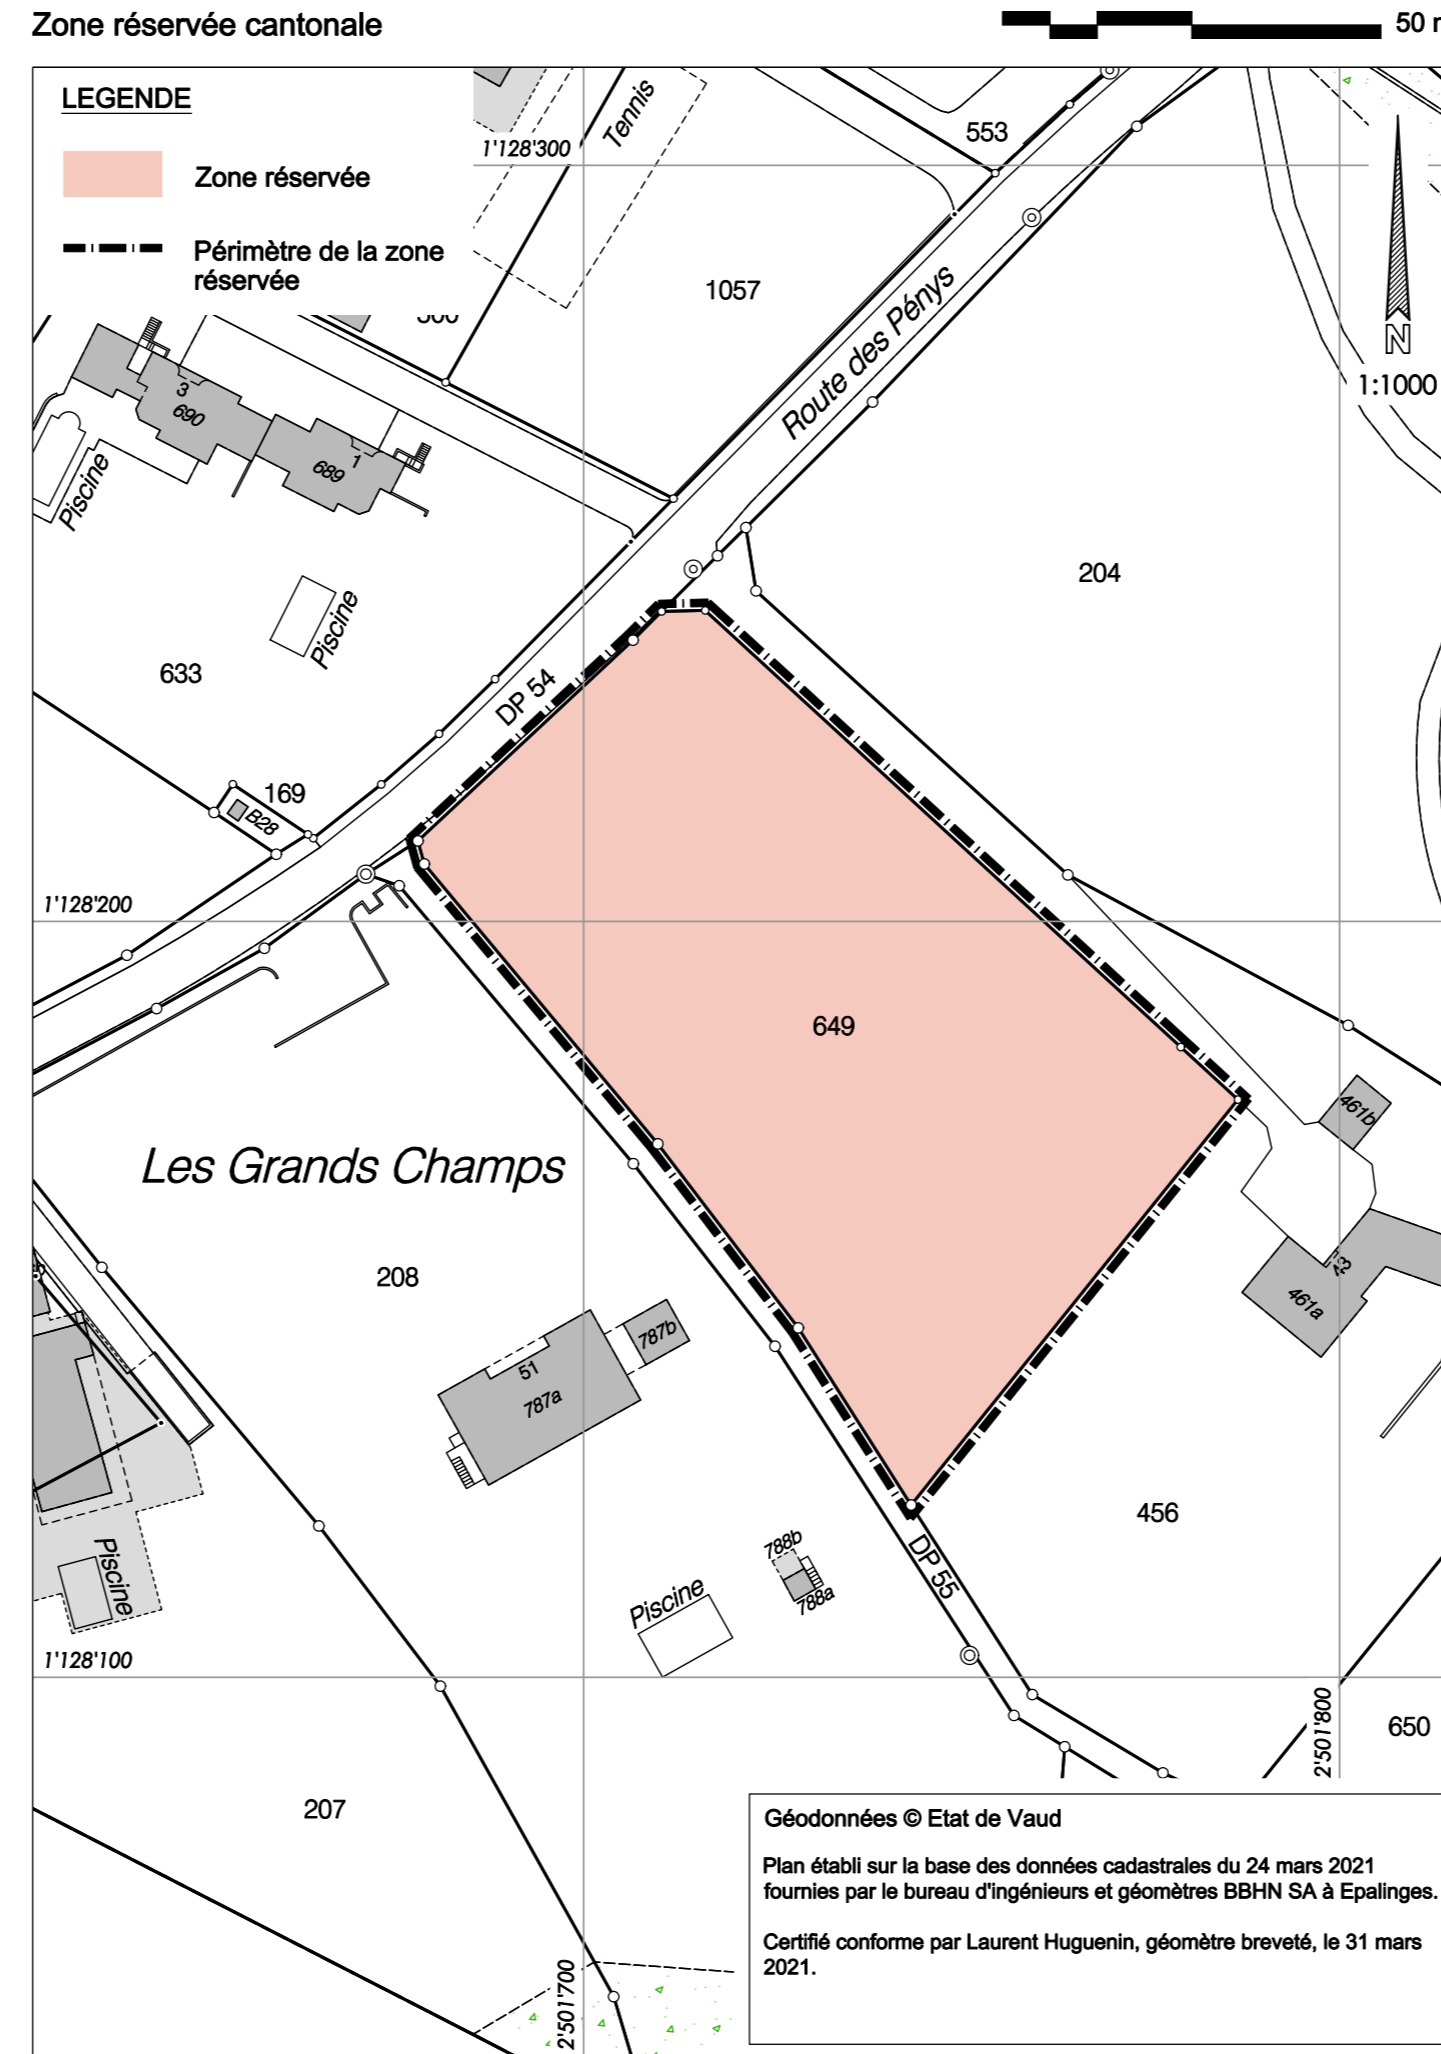 Zone réservée cantonale
50 m
LEGENDE
Zone réservée
Périmètre de la zone
réservée
1'128'300
Tennis
553
1057
Route des Pénys
N
1:1000
3
690
689
1
Piscine
Piscine
204
633
DP 54
169
B28
1'128'200
649
461b
Les Grands Champs
208
461a
787b
51
787a
456
788b
788a
DP 55
Piscine
Piscine
1'128'100
2'501'800
650
207
2'501'700
Géodonnées © Etat de Vaud
Plan établi sur la base des données cadastrales du 24 mars 2021
fournies par le bureau d'ingénieurs et géomètres BBHN SA à Epalinges.
Certifié conforme par Laurent Huguenin, géomètre breveté, le 31 mars
2021.